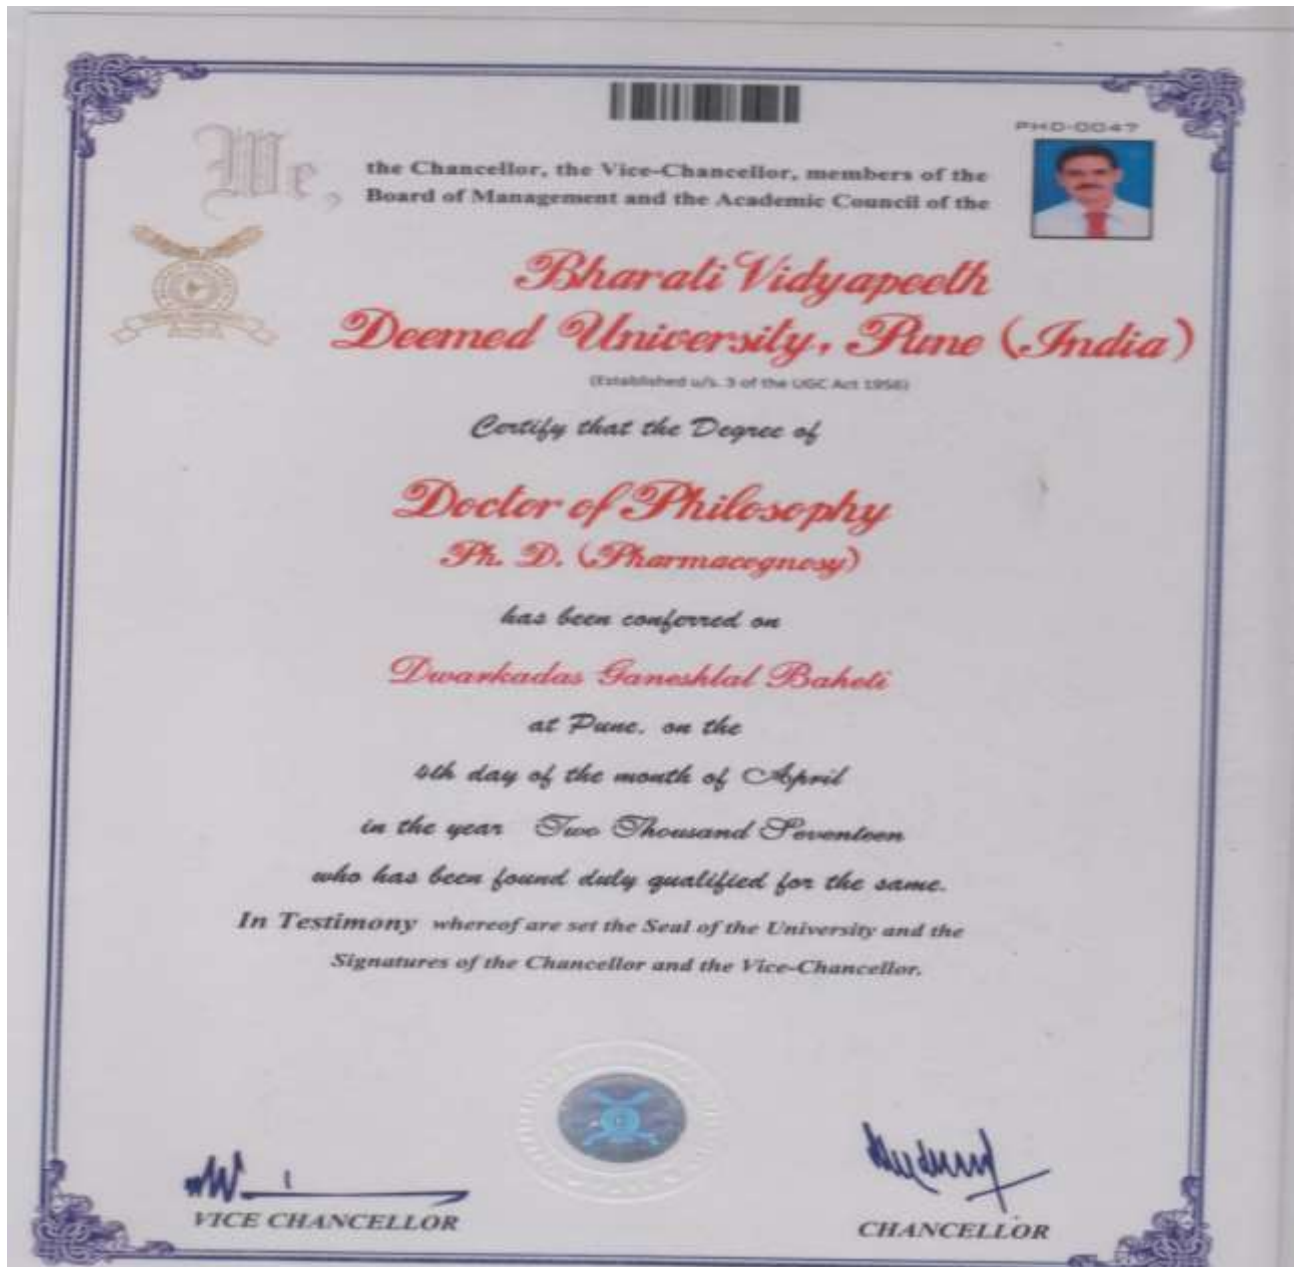 PHD-0047
We,
the Chancellor, the Vice-Chancellor, members of the
Board of Management and the Academic Council of the
Bharati Vidyapeeth
Deemed University, Pune (India)
(Established u/s. 3 of the UGC Act 1956)
Certify that the Degree of
Doctor of Philosophy
Ph. D. (Pharmacognosy)
has been conferred on
Dwarkadas Ganeshlal Baheti
at Pune, on the
4th day of the month of April
in the year Two Thousand Seventeen
who has been found duly qualified for the same.
In Testimony whereof are set the Seal of the University and the
Signatures of the Chancellor and the Vice-Chancellor.
VICE CHANCELLOR
CHANCELLOR